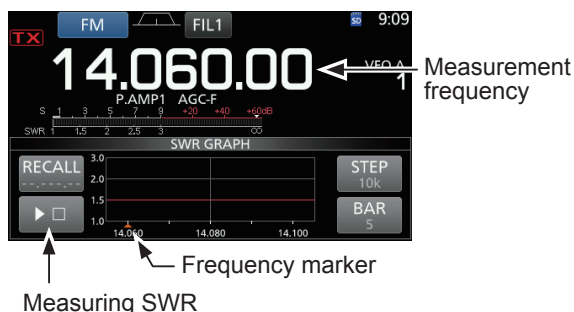 FM FIL1 SD 9:09
TX
14.060.00 VFO A
1
P.AMP1 AGC-F
S 1 3 5 7 9 +20 +40 +60dB
SWR 1 1.5 2 2.5 3 ∞
SWR GRAPH
RECALL
--.---.---
3.0
2.0
1.5
1.0
14.060 14.080 14.100
STEP
10k
BAR
5
Measurement
frequency
Frequency marker
Measuring SWR